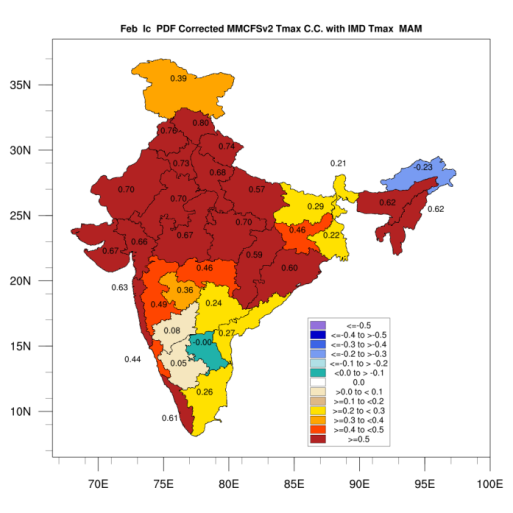 Feb Ic PDF Corrected MMCFSv2 Tmax C.C. with IMD Tmax MAM
35N
30N
25N
20N
15N
10N
70E 75E 80E 85E 90E 95E 100E
0.39
0.80
0.76
0.74
0.73
0.68
0.21
-0.23
0.70
0.70
0.57
0.29
0.62
0.62
0.70
0.46
0.22
0.66
0.67
0.67
0.59
0.60
0.63
0.46
0.36
0.49
0.24
0.08
-0.00
0.27
0.44
0.05
0.26
0.61
<=-0.5
<=-0.4 to >-0.5
<=-0.3 to >-0.4
<=-0.2 to >-0.3
<=-0.1 to > -0.2
<0.0 to > -0.1
0.0
>0.0 to < 0.1
>=0.1 to <0.2
>=0.2 to < 0.3
>=0.3 to <0.4
>=0.4 to <0.5
>=0.5